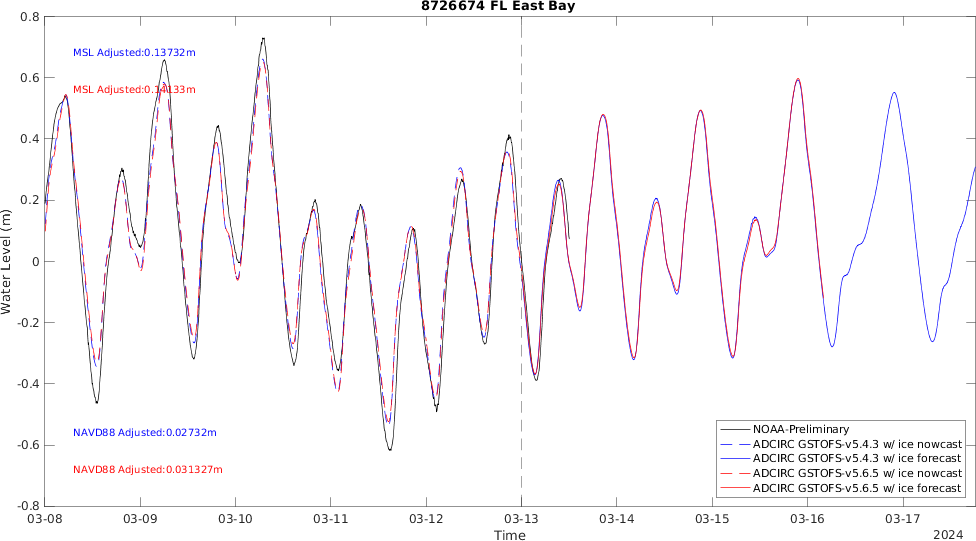 8726674 FL East Bay
0.8
MSL Adjusted:0.13732m
0.6
MSL Adjusted:0.14133m
0.4
0.2
Water Level (m)
0
-0.2
-0.4
NAVD88 Adjusted:0.02732m
NOAA-Preliminary
ADCIRC GSTOFS-v5.4.3 w/ ice nowcast
-0.6
ADCIRC GSTOFS-v5.4.3 w/ ice forecast
NAVD88 Adjusted:0.031327m
ADCIRC GSTOFS-v5.6.5 w/ ice nowcast
ADCIRC GSTOFS-v5.6.5 w/ ice forecast
-0.8
03-08 03-09 03-10 03-11 03-12 03-13 03-14 03-15 03-16 03-17
Time
2024